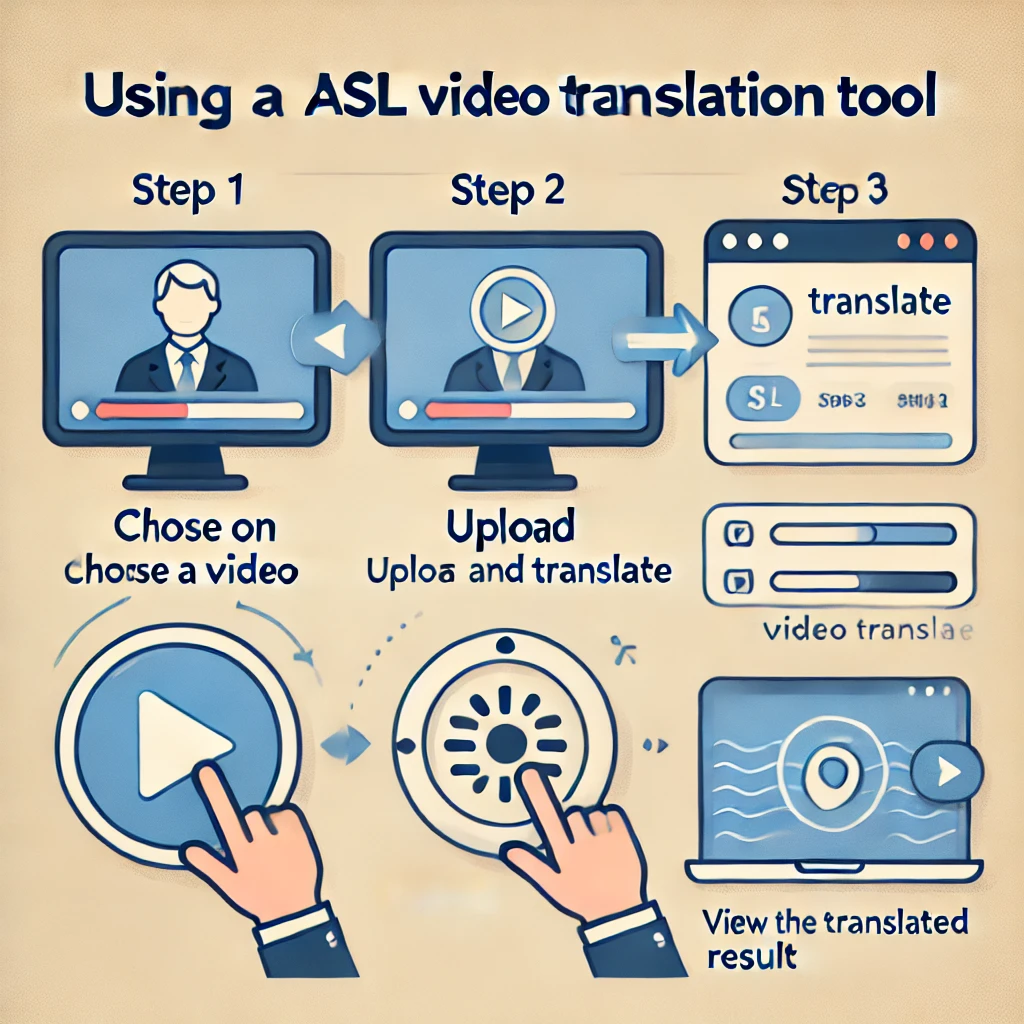 Using a ASL video translation tool
Step 1
Step 2
Step 3
translate
SL
Chose on
choose a video
Upload
and translate
video
View the translated
result